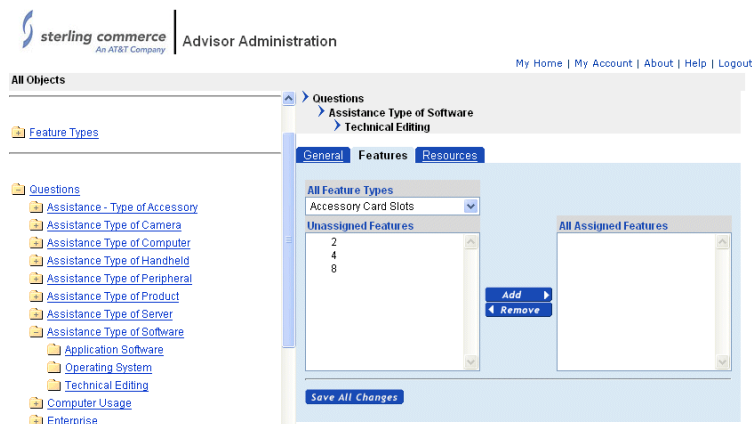 sterling commerce
An AT&T Company
Advisor Administration
My Home | My Account | About | Help | Logout
All Objects
Feature Types
Questions
Assistance - Type of Accessory
Assistance Type of Camera
Assistance Type of Computer
Assistance Type of Handheld
Assistance Type of Peripheral
Assistance Type of Product
Assistance Type of Server
Assistance Type of Software
Application Software
Operating System
Technical Editing
Computer Usage
Enterprise
Questions
Assistance Type of Software
Technical Editing
General Features Resources
All Feature Types
Accessory Card Slots
Unassigned Features
2
4
8
Add
Remove
All Assigned Features
Save All Changes